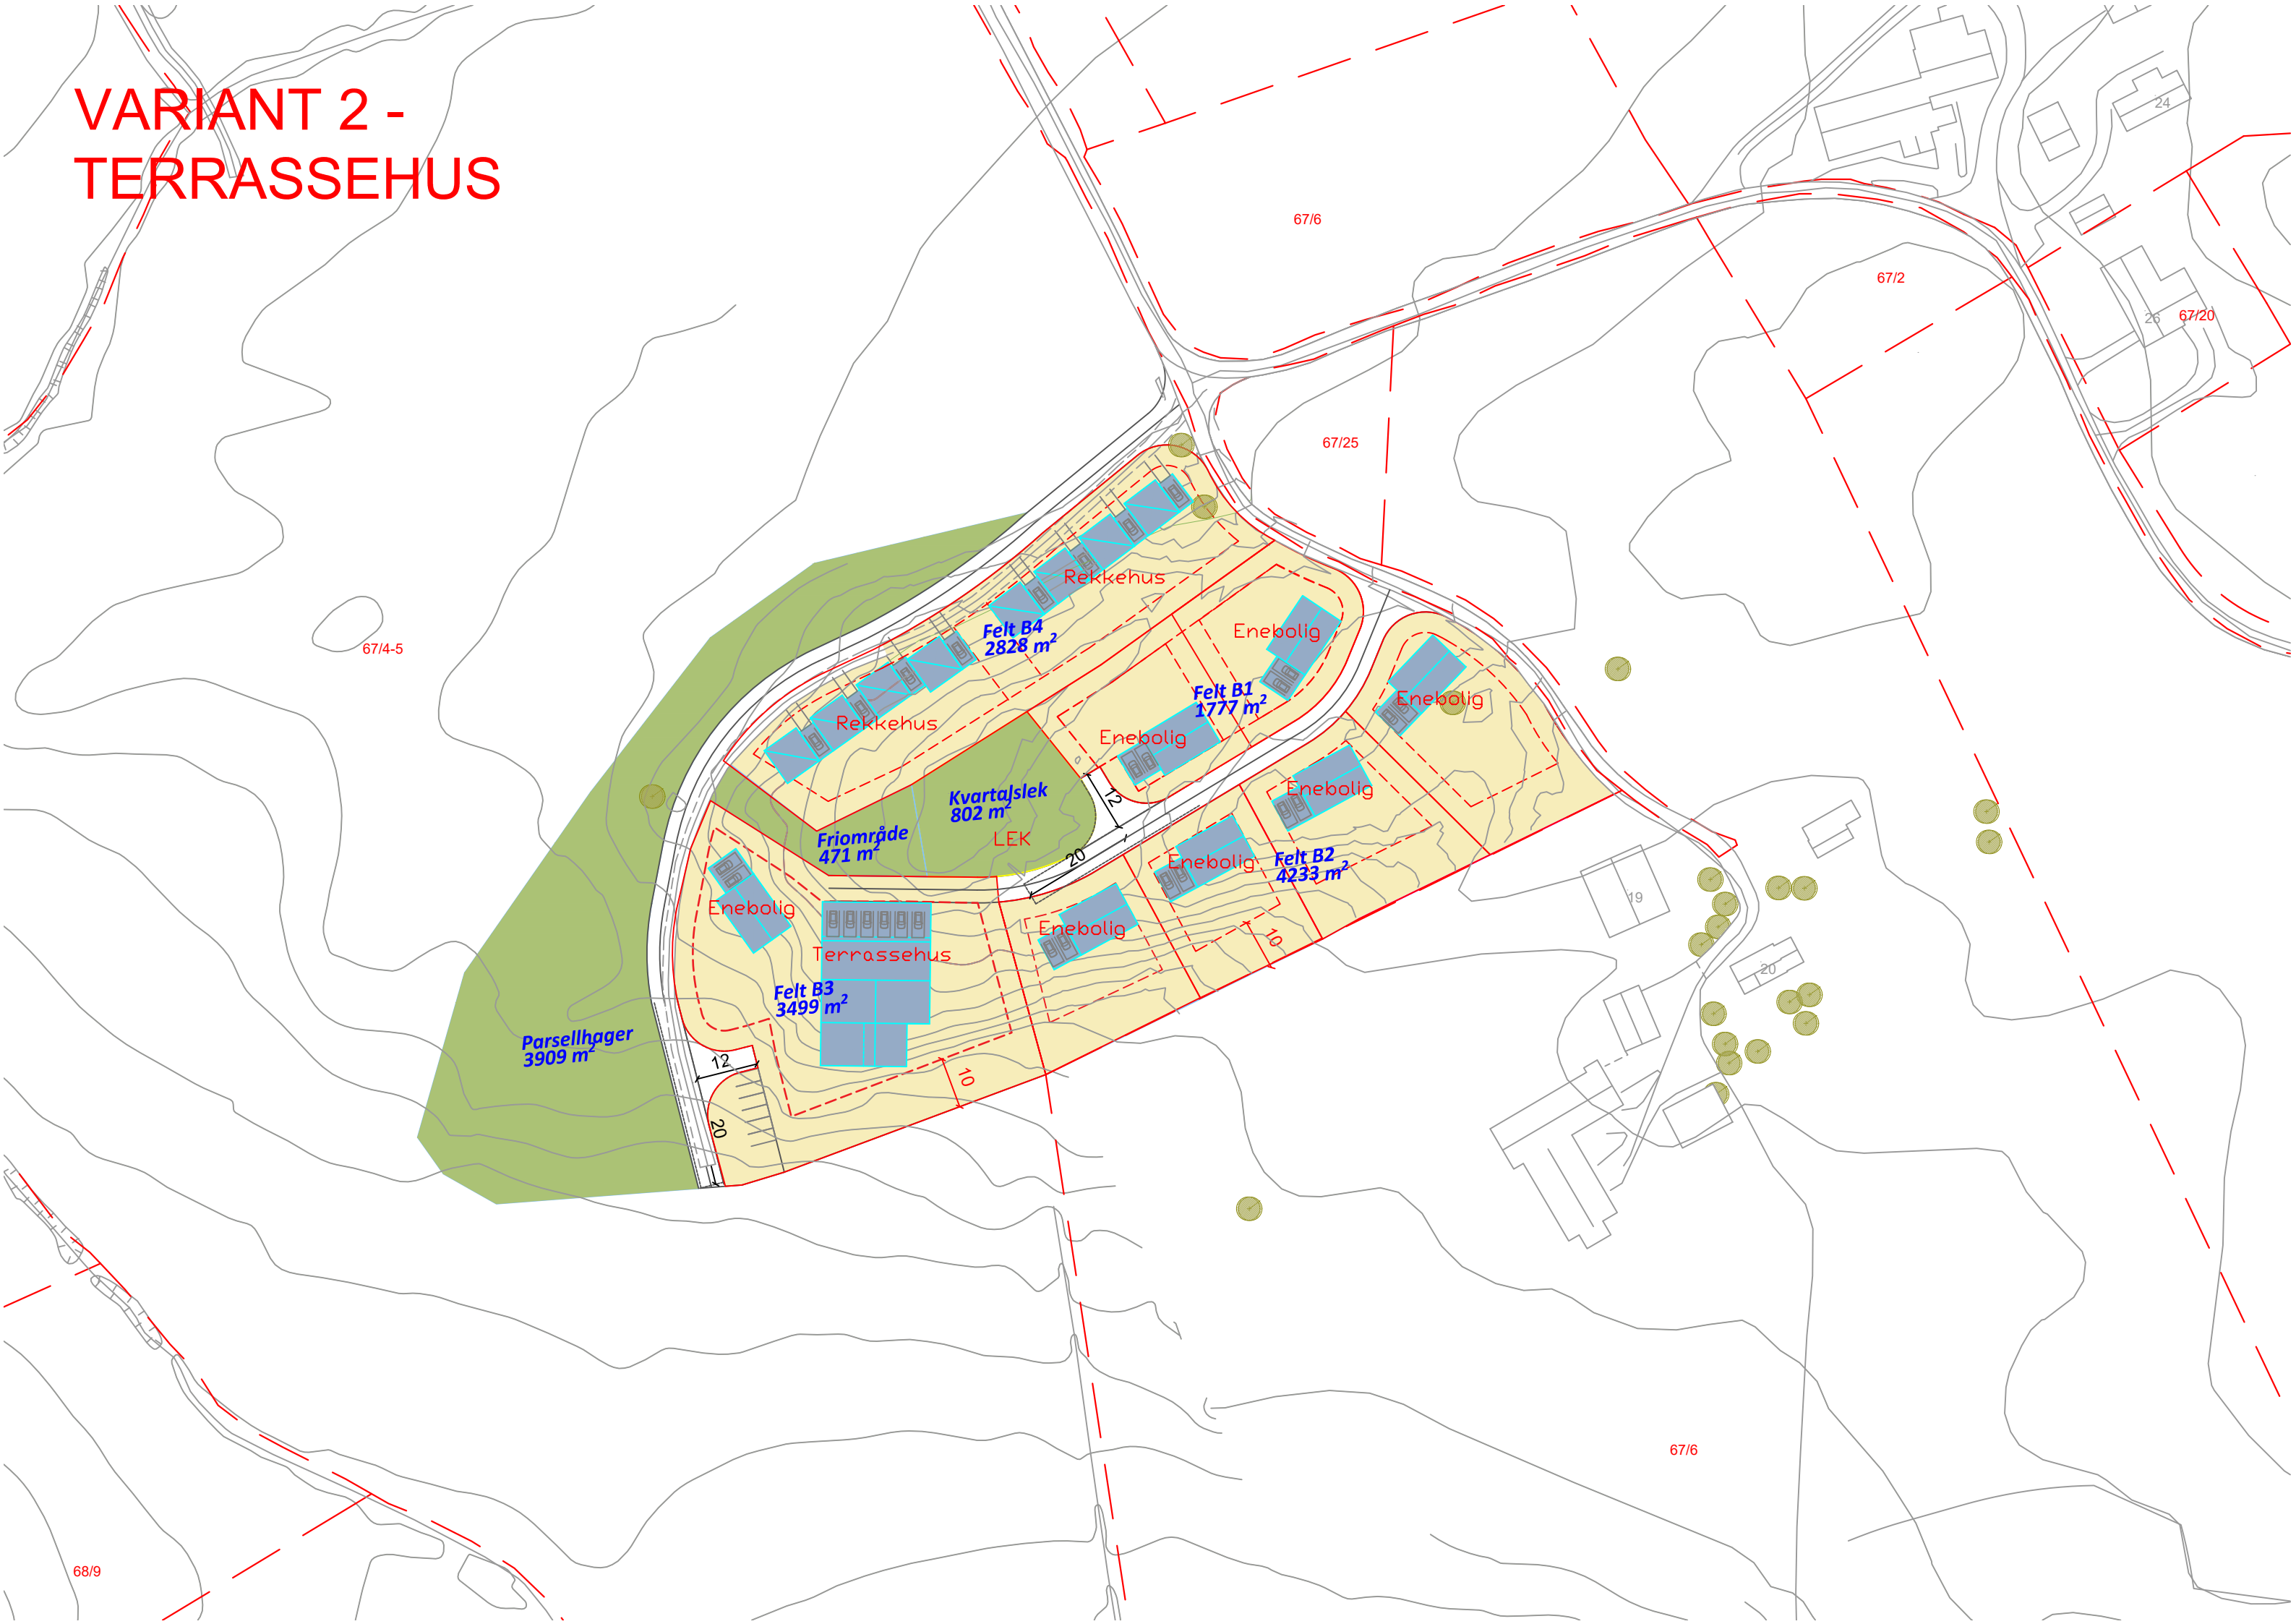 VARIANT 2 -
TERRASSEHUS
24
67/6
67/2
26
67/20
67/25
Rekkehus
Felt B4
2828 m²
Enebolig
67/4-5
Felt B1
1777 m²
Enebolig
Rekkehus
Enebolig
Enebolig
Kvartalslek
802 m²
12
Friområde
471 m²
LEK
20
Enebolig
Felt B2
4233 m²
19
Enebolig
Enebolig
10
Terrassehus
20
Felt B3
3499 m²
Parsellhager
3909 m²
12
10
20
67/6
68/9